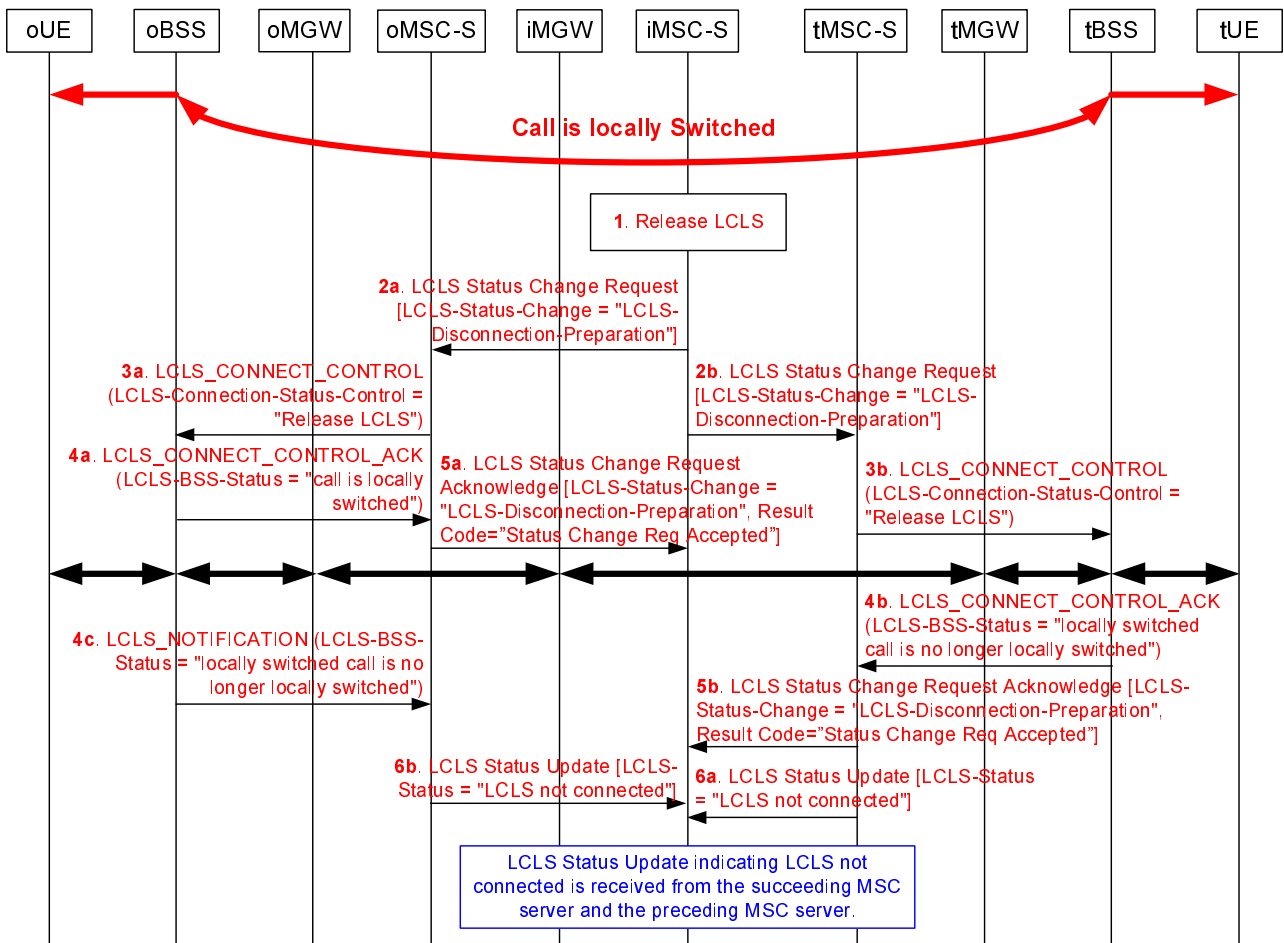 oUE
oBSS
oMGW
oMSC-S
iMGW
iMSC-S
tMSC-S
tMGW
tBSS
tUE
Call is locally Switched
1. Release LCLS
2a. LCLS Status Change Request
[LCLS-Status-Change = "LCLS-
Disconnection-Preparation"]
3a. LCLS_CONNECT_CONTROL
(LCLS-Connection-Status-Control =
"Release LCLS")
2b. LCLS Status Change Request
[LCLS-Status-Change = "LCLS-
Disconnection-Preparation"]
4a. LCLS_CONNECT_CONTROL_ACK
(LCLS-BSS-Status = "call is locally
switched")
5a. LCLS Status Change Request
Acknowledge [LCLS-Status-Change =
"LCLS-Disconnection-Preparation", Result
Code=”Status Change Req Accepted”]
3b. LCLS_CONNECT_CONTROL
(LCLS-Connection-Status-Control =
"Release LCLS")
4b. LCLS_CONNECT_CONTROL_ACK
(LCLS-BSS-Status = "locally switched
call is no longer locally switched")
4c. LCLS_NOTIFICATION (LCLS-BSS-
Status = "locally switched call is no
longer locally switched")
5b. LCLS Status Change Request Acknowledge [LCLS-
Status-Change = "LCLS-Disconnection-Preparation",
Result Code=”Status Change Req Accepted”]
6b. LCLS Status Update [LCLS-
Status = "LCLS not connected"]
6a. LCLS Status Update [LCLS-Status
= "LCLS not connected"]
LCLS Status Update indicating LCLS not
connected is received from the succeeding MSC
server and the preceding MSC server.